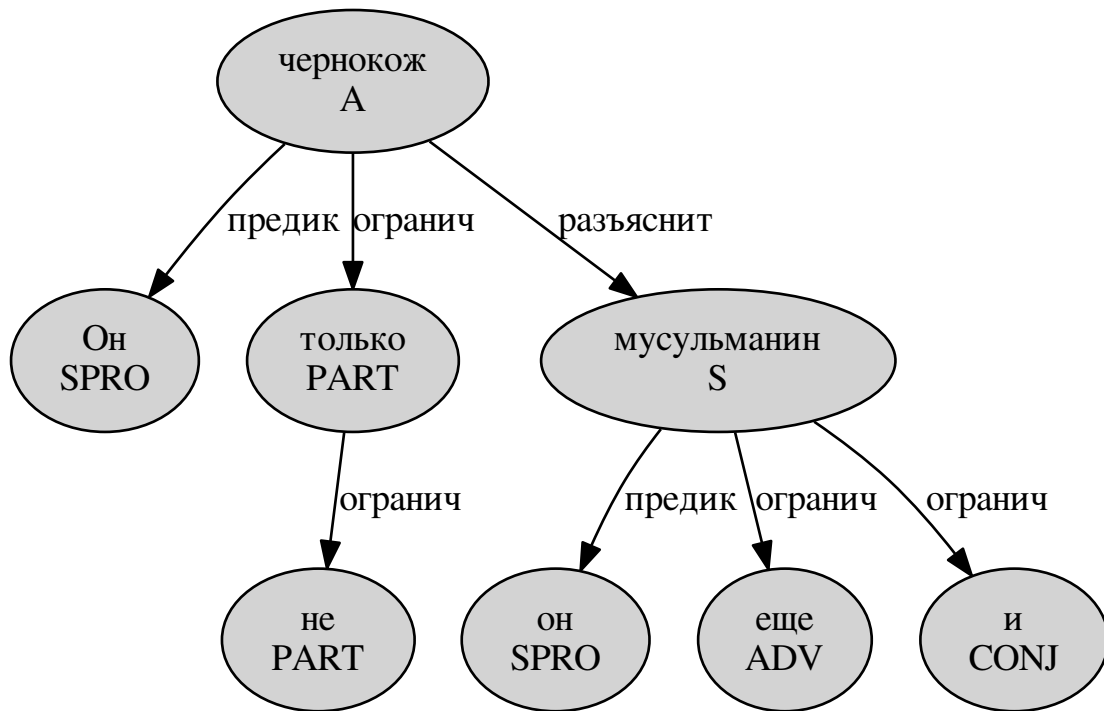 чернокож
A
предик
огранич
разъяснит
Он
SPRO
только
PART
мусульманин
S
огранич
предик
огранич
огранич
не
PART
он
SPRO
еще
ADV
и
CONJ